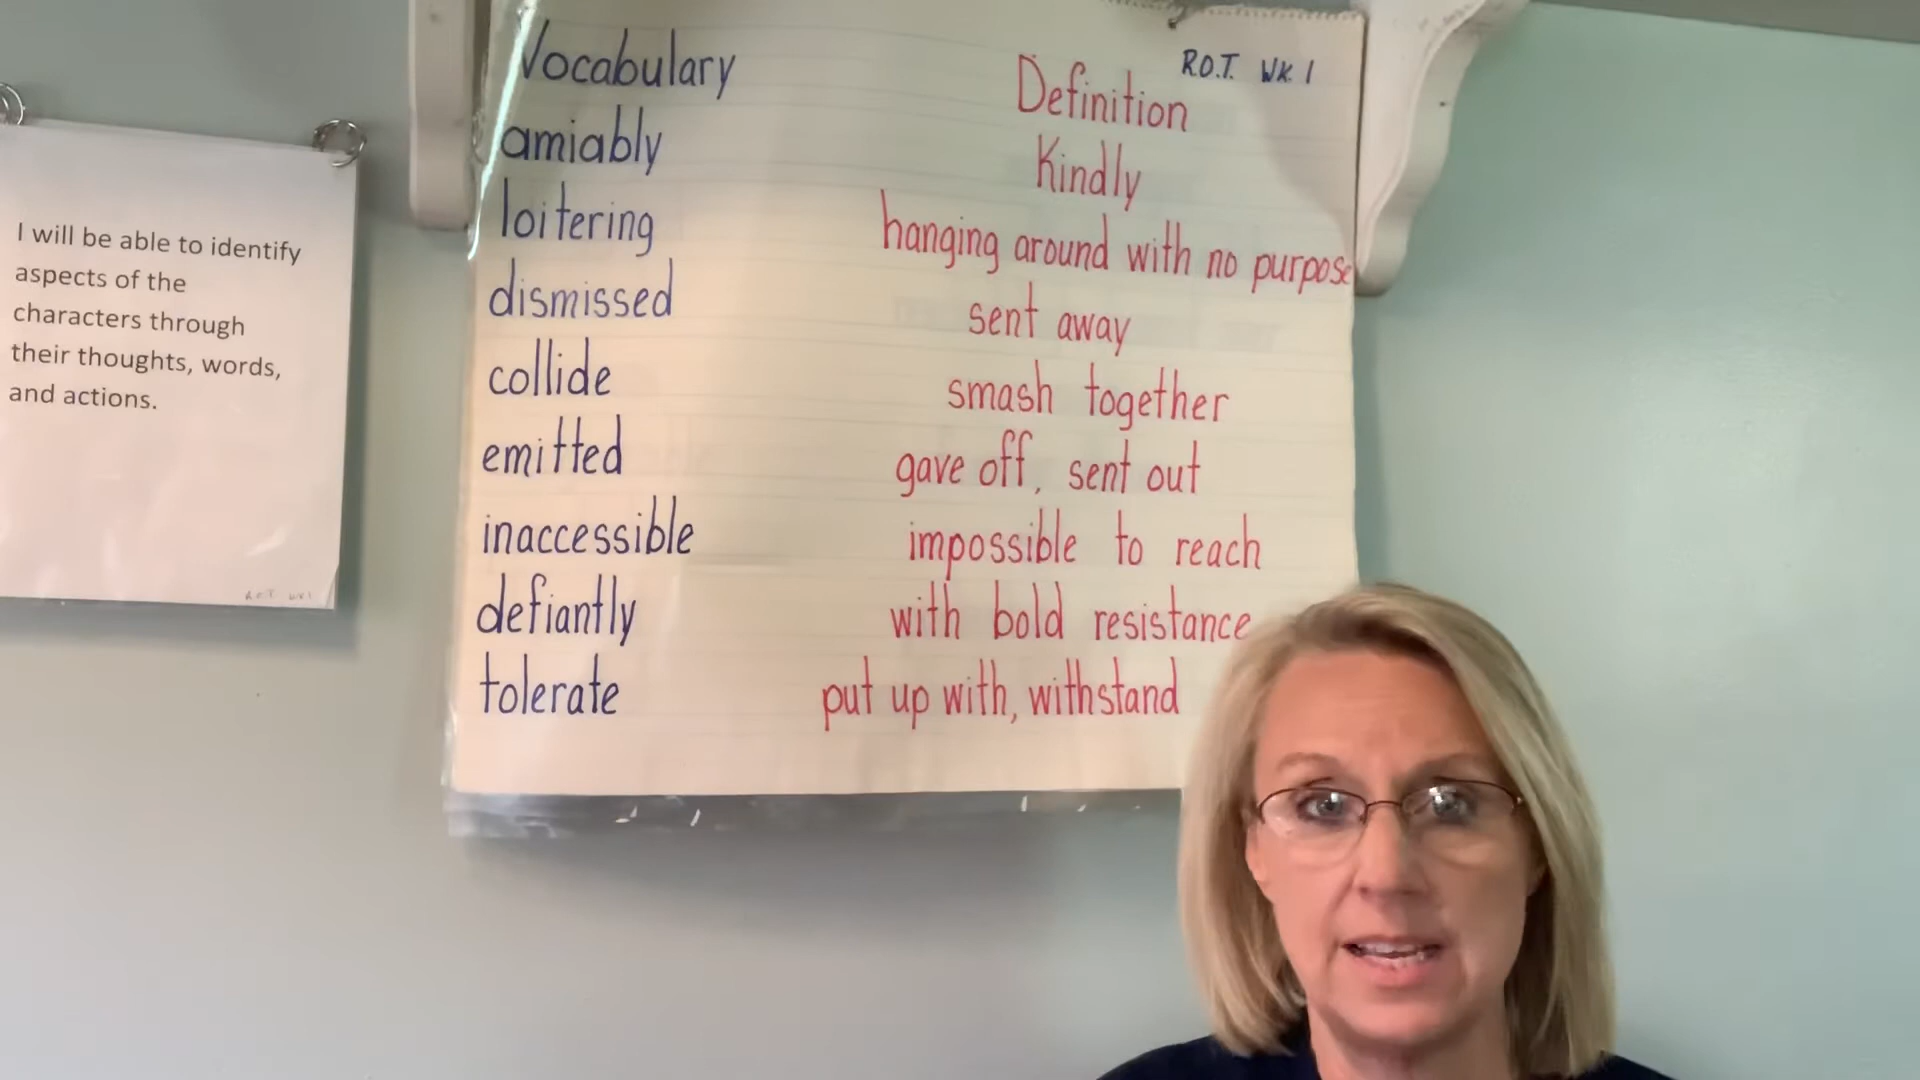 I will be able to identify
aspects of the
characters through
their thoughts, words,
and actions.
R.O.T. WK 1
R.O.T. WK. 1
Vocabulary Definition
amiably Kindly
loitering hanging around with no purpose
dismissed sent away
collide smash together
emitted gave off, sent out
inaccessible impossible to reach
defiantly with bold resistance
tolerate put up with, withstand